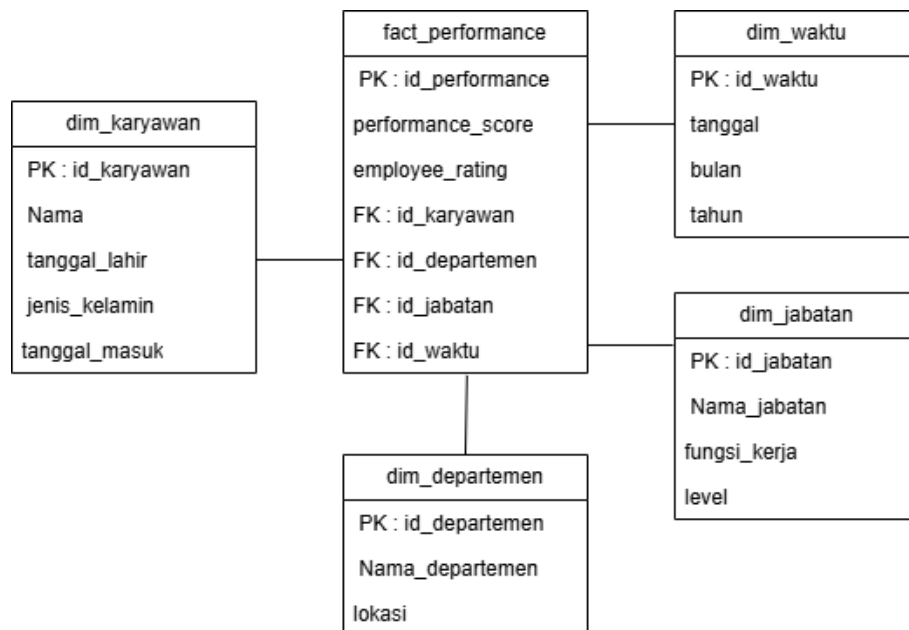 fact_performance
PK : id_performance
performance_score
employee_rating
FK : id_karyawan
FK : id_departemen
FK : id_jabatan
FK : id_waktu
dim_waktu
PK : id_waktu
tanggal
bulan
tahun
dim_karyawan
PK : id_karyawan
Nama
tanggal_lahir
jenis_kelamin
tanggal_masuk
dim_jabatan
PK : id_jabatan
Nama_jabatan
fungsi_kerja
level
dim_departemen
PK : id_departemen
Nama_departemen
lokasi